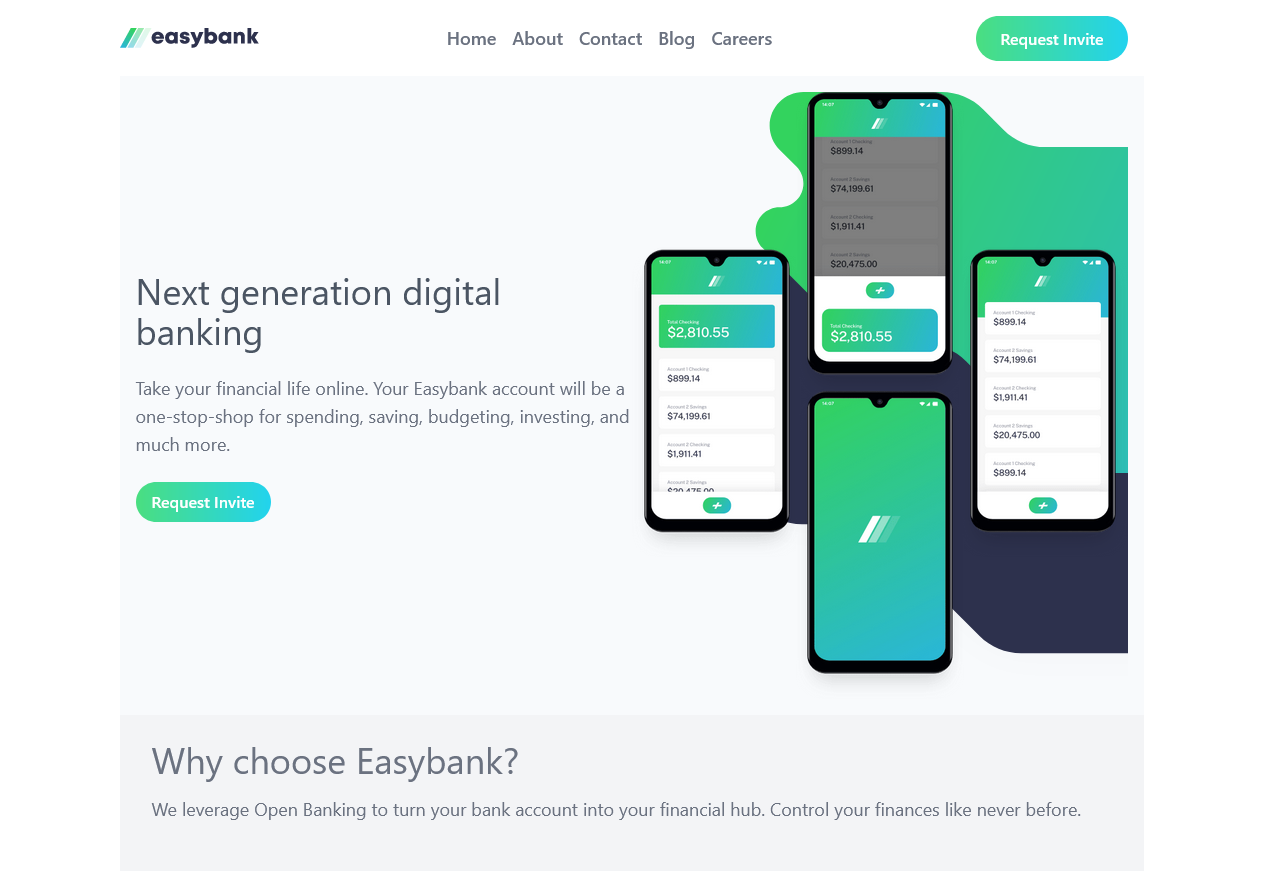 easybank
Home About Contact Blog Careers
Request Invite
Next generation digital
banking
Take your financial life online. Your Easybank account will be a
one-stop-shop for spending, saving, budgeting, investing, and
much more.
Request Invite
14:07
Total Checking
$2,810.55
Account 1 Checking
$899.14
Account 2 Savings
$74,199.61
Account 2 Checking
$1,911.41
Account 2 Savings
$20,475.00
14:07
Account 1 Checking
$899.14
Account 2 Savings
$74,199.61
Account 2 Checking
$1,911.41
Account 2 Savings
$20,475.00
Total Checking
$2,810.55
14:07
14:07
Account 1 Checking
$899.14
Account 2 Savings
$74,199.61
Account 2 Checking
$1,911.41
Account 2 Savings
$20,475.00
Account 1 Checking
$899.14
Why choose Easybank?
We leverage Open Banking to turn your bank account into your financial hub. Control your finances like never before.